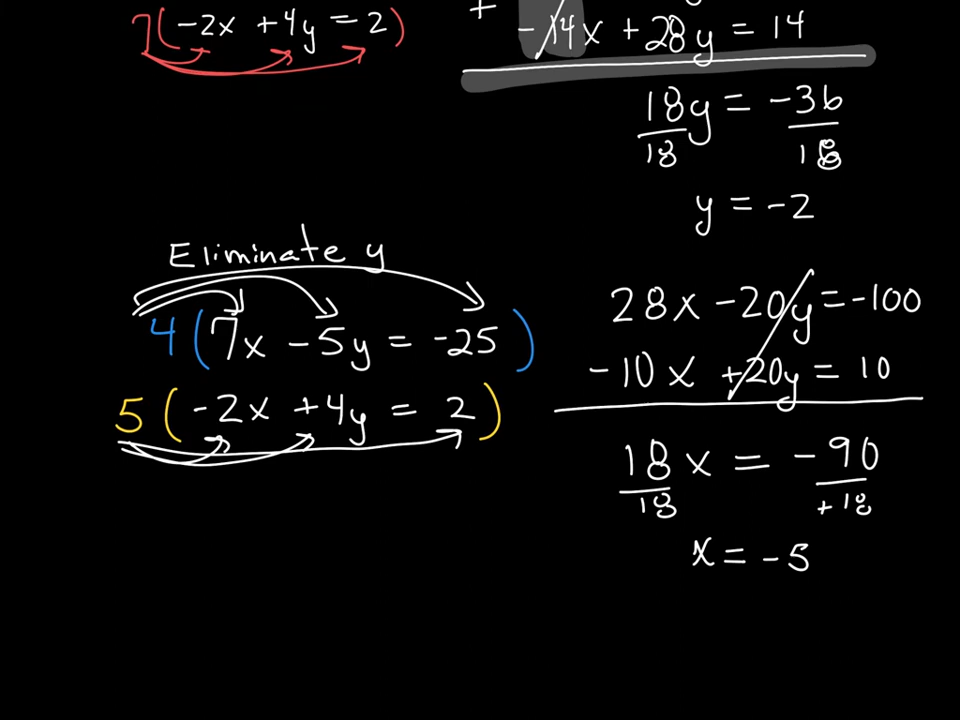 7(-2x +4y = 2)
+
-14x +28y = 14
18y = -36
18 18
y = -2
Eliminate y
4(7x -5y = -25)
5(-2x +4y = 2)
28x -20y = -100
-10x +20y = 10
18x = -90
18 +18
x = -5